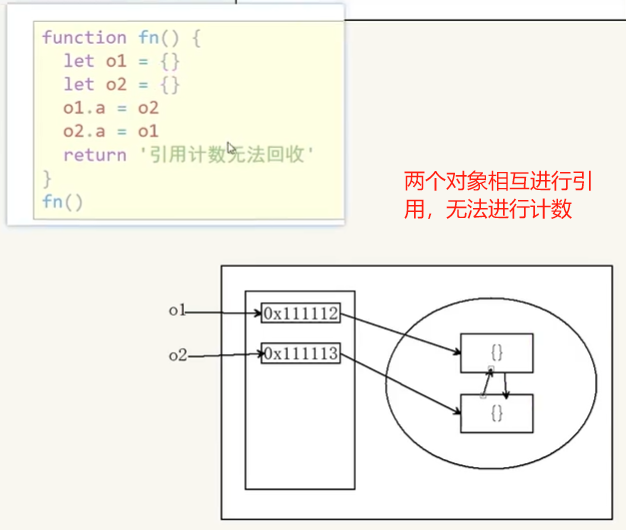 function fn() {
let o1 = {}
let o2 = {}
o1.a = o2
o2.a = o1
return '引用计数无法回收'
}
fn()
两个对象相互进行引
用，无法进行计数
o1
0x111112
{}
o2
0x111113
{}